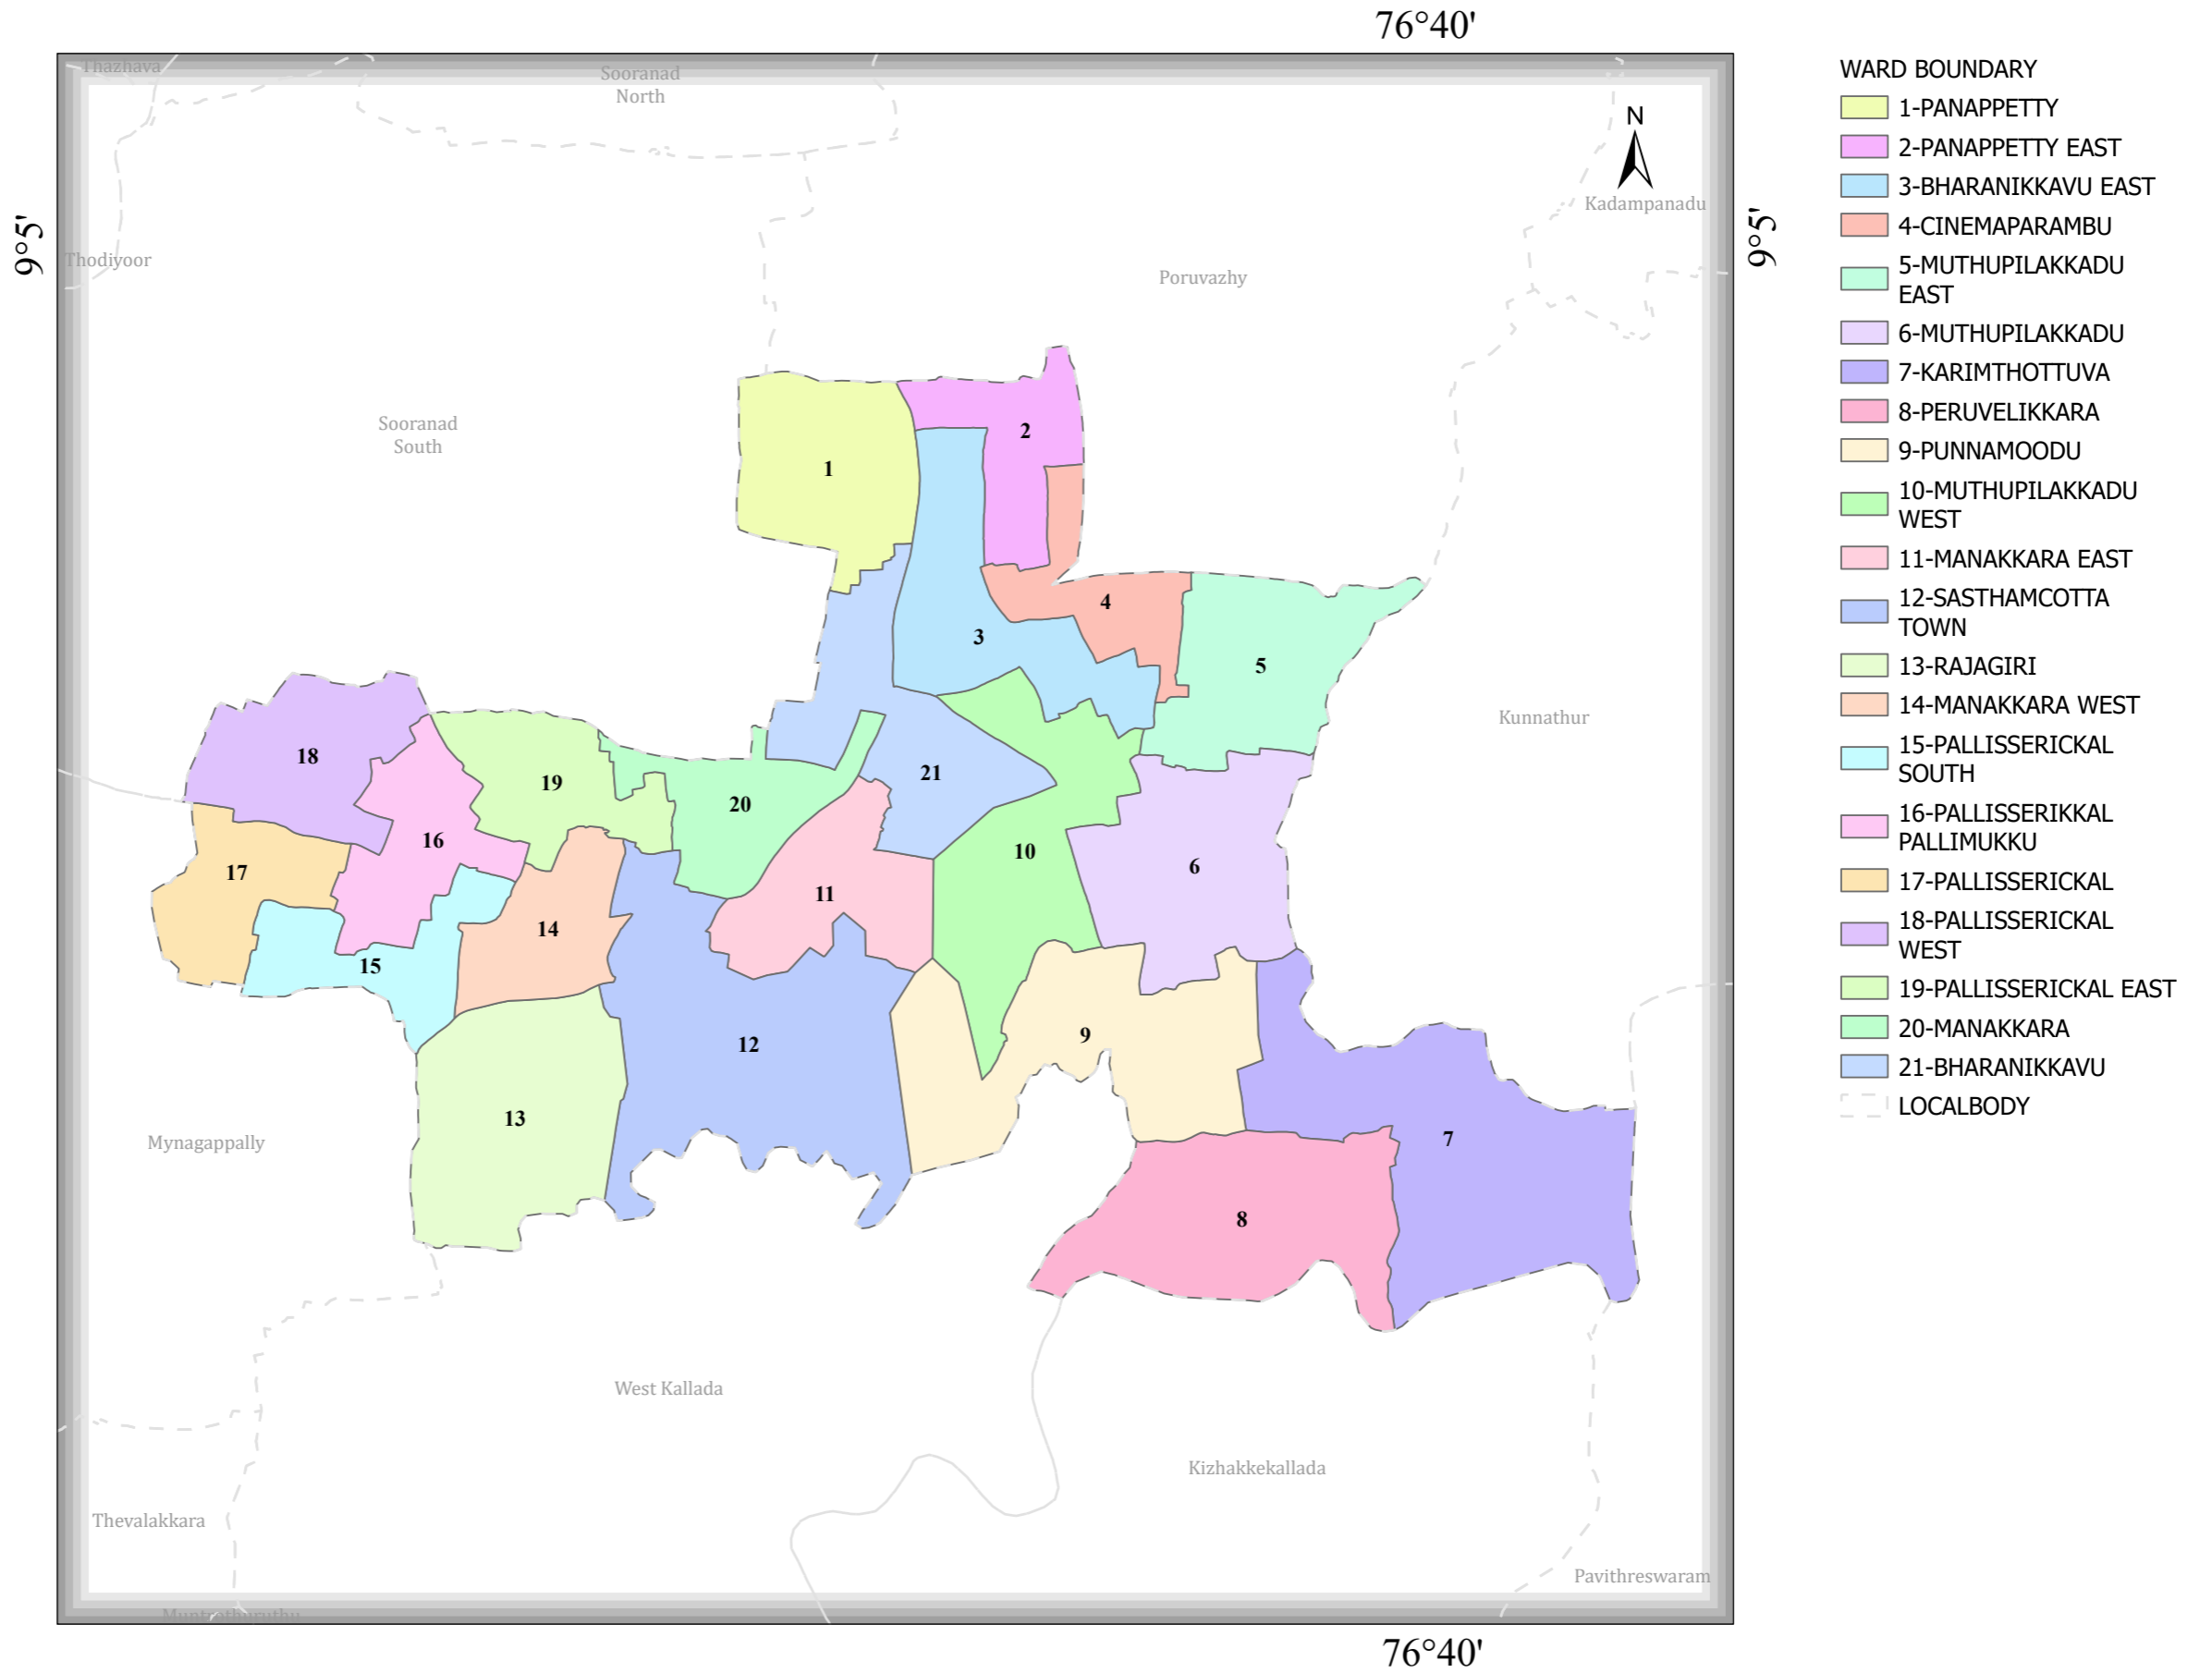 76°40'
Thazhava
Sooranad
North
N
Kadampanadu
9°5'
9°5'
Thodiyoor
Poruvazhy
Sooranad
South
Kunnathur
Mynagappally
West Kallada
Kizhakkekallada
Thevalakkara
Pavithreswaram
1
2
3
4
5
6
7
8
9
10
11
12
13
14
15
16
17
18
19
20
21
76°40'
WARD BOUNDARY
1-PANAPPETTY
2-PANAPPETTY EAST
3-BHARANIKKAVU EAST
4-CINEMAPARAMBU
5-MUTHUPILAKKADU
EAST
6-MUTHUPILAKKADU
7-KARIMTHOTTUVA
8-PERUVELIKKARA
9-PUNNAMOODU
10-MUTHUPILAKKADU
WEST
11-MANAKKARA EAST
12-SASTHAMCOTTA
TOWN
13-RAJAGIRI
14-MANAKKARA WEST
15-PALLISSERICKAL
SOUTH
16-PALLISSERIKKAL
PALLIMUKKU
17-PALLISSERICKAL
18-PALLISSERICKAL
WEST
19-PALLISSERICKAL EAST
20-MANAKKARA
21-BHARANIKKAVU
LOCALBODY